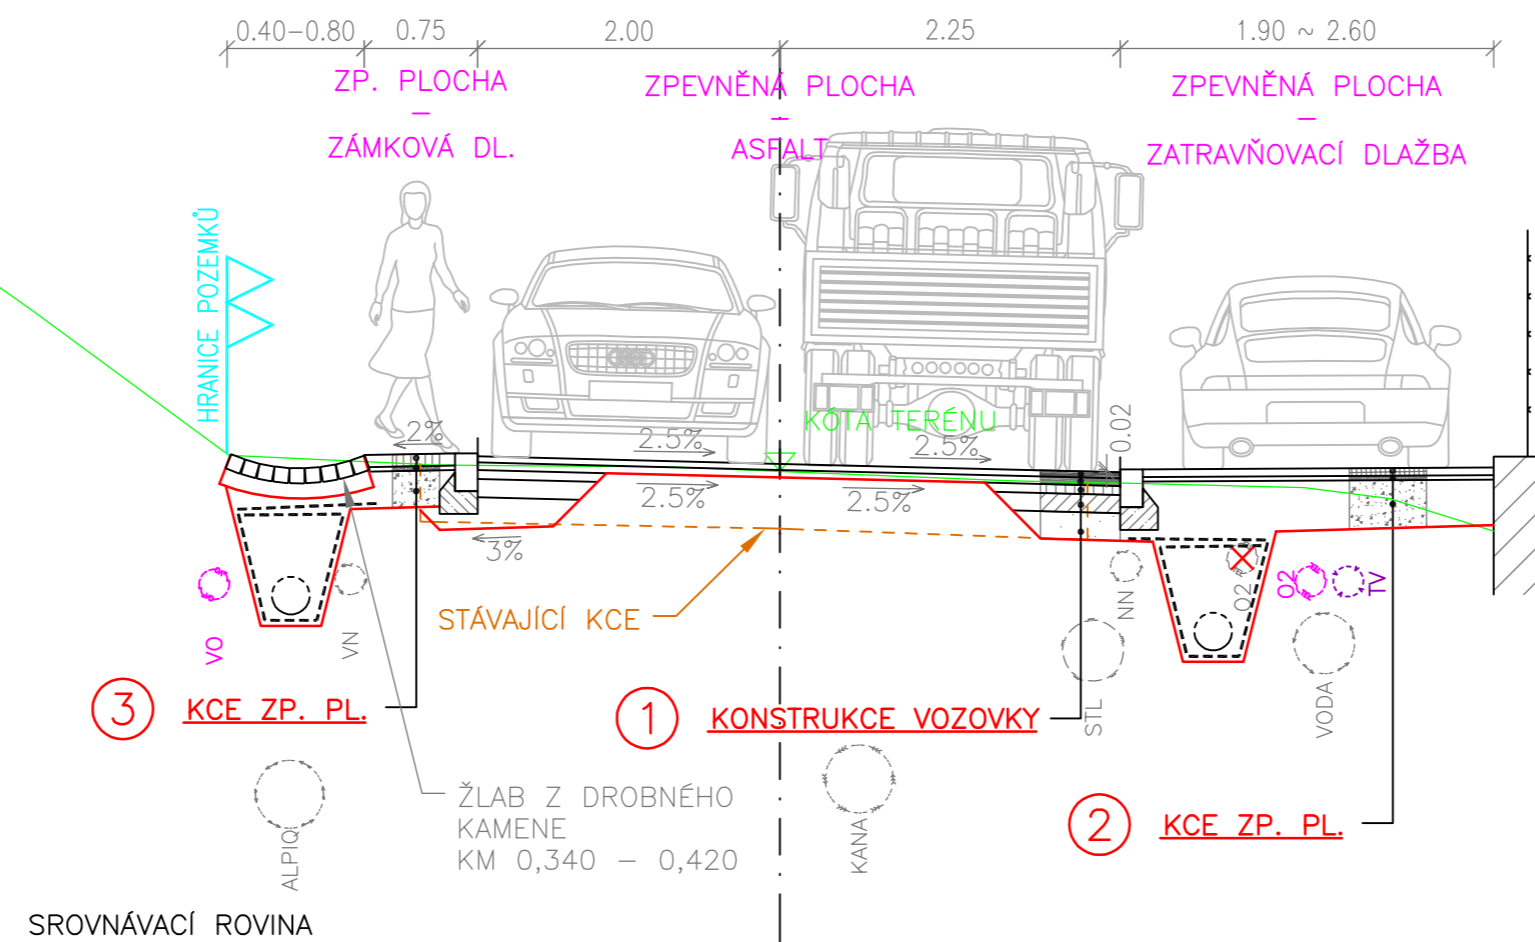 0.40–0.80 0.75 2.00 2.25 1.90 ~ 2.60
ZP. PLOCHA
–
ZÁMKOVÁ DL.
ZPEVNĚNÁ PLOCHA
–
ASFALT
ZPEVNĚNÁ PLOCHA
–
ZATRAVŇOVACÍ DLAŽBA
HRANICE POZEMKŮ
KÓTA TERÉNU
2%
2.5%
2.5%
0.02
2.5%
2.5%
3%
STÁVAJÍCÍ KCE
VO
VN
NN
O2
O2
TV
STL
VODA
3 KCE ZP. PL.
1 KONSTRUKCE VOZOVKY
2 KCE ZP. PL.
ŽLAB Z DROBNÉHO
KAMENE
KM 0,340 – 0,420
ALPIQ
KANA
SROVNÁVACÍ ROVINA